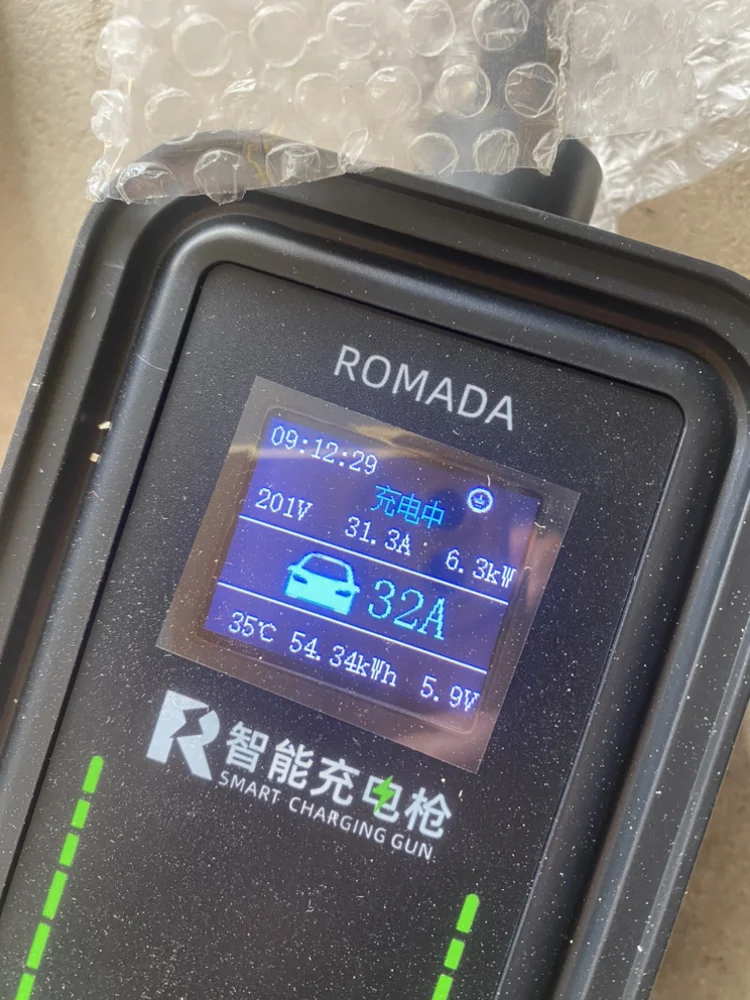 ROMADA
09:12:29
充电中
201V 31.3A 6.3kW
32A
35℃ 54.34kWh 5.9V
R智能充电枪
SMART CHARGING GUN